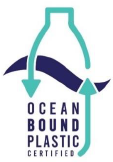 OCEAN
BOUND
PLASTIC
CERTIFIED